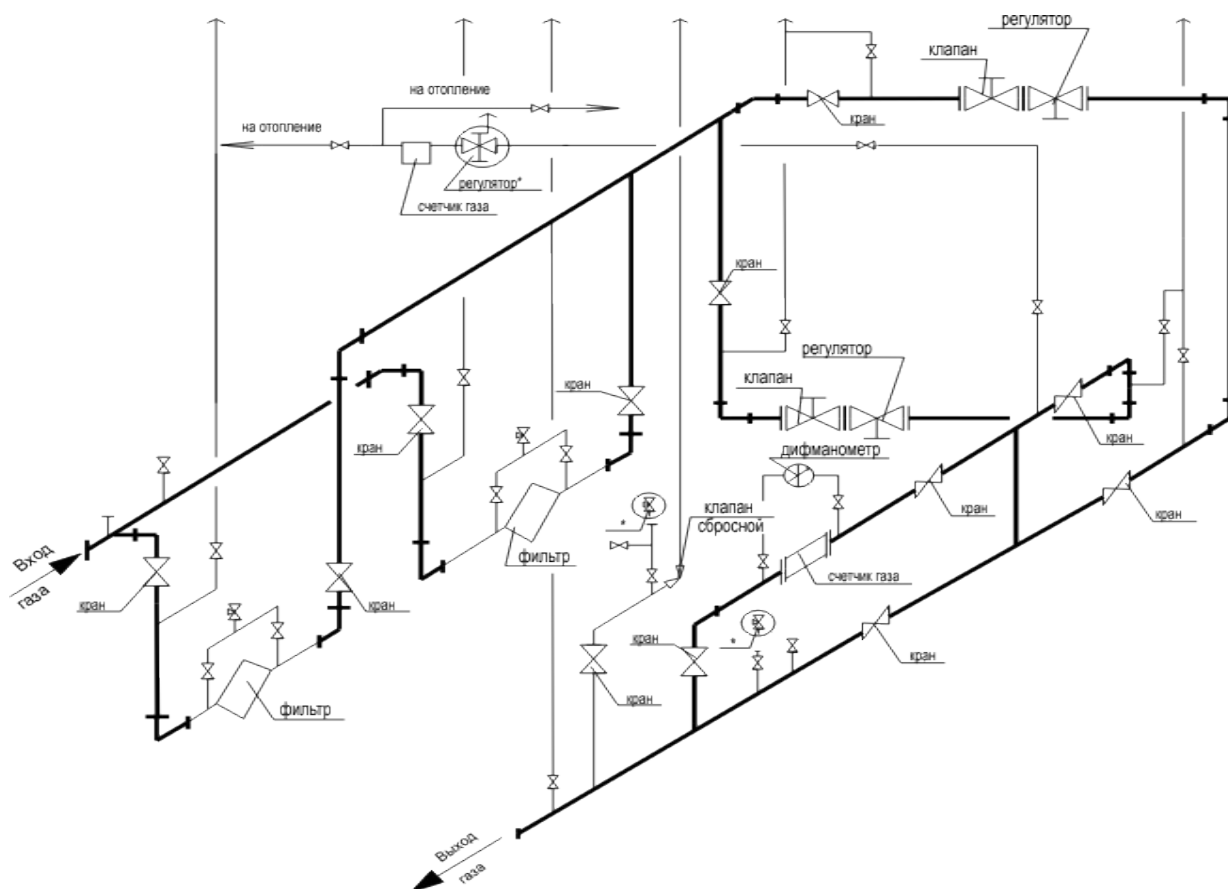 регулятор
клапан
на отопление
кран
на отопление
регулятор*
счетчик газа
кран
регулятор
кран
клапан
кран
кран
дифманометр
*
клапан
сбросной
кран
кран
Вход
газа
фильтр
счетчик газа
кран
кран
кран
*
кран
кран
фильтр
Выход
газа